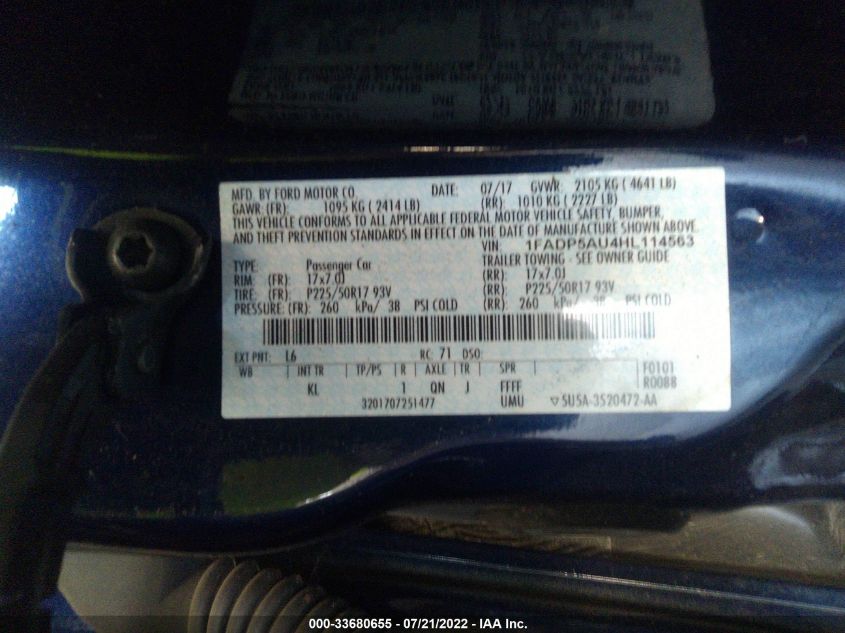 MFD. BY FORD MOTOR CO. DATE: 07/17 GVWR: 2105 KG ( 4641 LB)
GAWR: (FR): 1095 KG ( 2414 LB) (RR): 1010 KG ( 2227 LB)
THIS VEHICLE CONFORMS TO ALL APPLICABLE FEDERAL MOTOR VEHICLE SAFETY, BUMPER,
AND THEFT PREVENTION STANDARDS IN EFFECT ON THE DATE OF MANUFACTURE SHOWN ABOVE.
VIN: 1FADP5AU4HL114563
TYPE: Passenger Car TRAILER TOWING - SEE OWNER GUIDE
RIM: (FR): 17x7.0J (RR): 17x7.0J
TIRE: (FR): P225/50R17 93V (RR): P225/50R17 93V
PRESSURE: (FR): 260 kPa/ 38 PSI COLD (RR): 260 kPa/ 38 PSI COLD
EXT PNT: L6 RC: 71 DSO:
WB INT TR TP/PS R AXLE TR SPR F0101
KL 1 QN J FFFF R0088
3201707251477 UMU ▽5U5A-3520472-AA
000-33680655 - 07/21/2022 - IAA Inc.